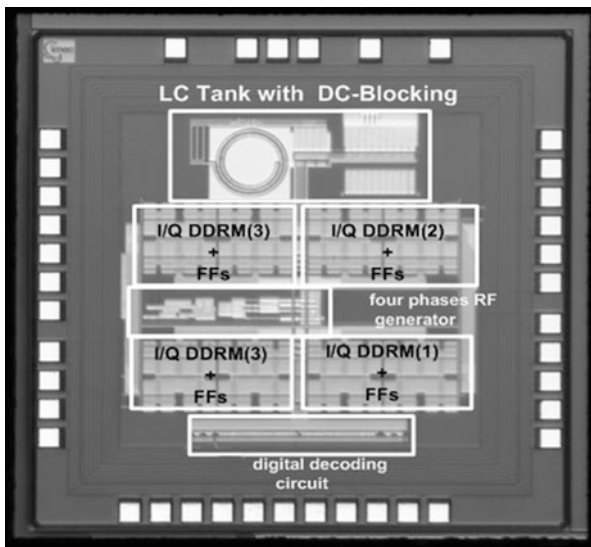 imec
LC Tank with DC-Blocking
I/Q DDRM(3)
+
FFs
I/Q DDRM(2)
+
FFs
four phases RF
generator
I/Q DDRM(3)
+
FFs
I/Q DDRM(1)
+
FFs
digital decoding
circuit